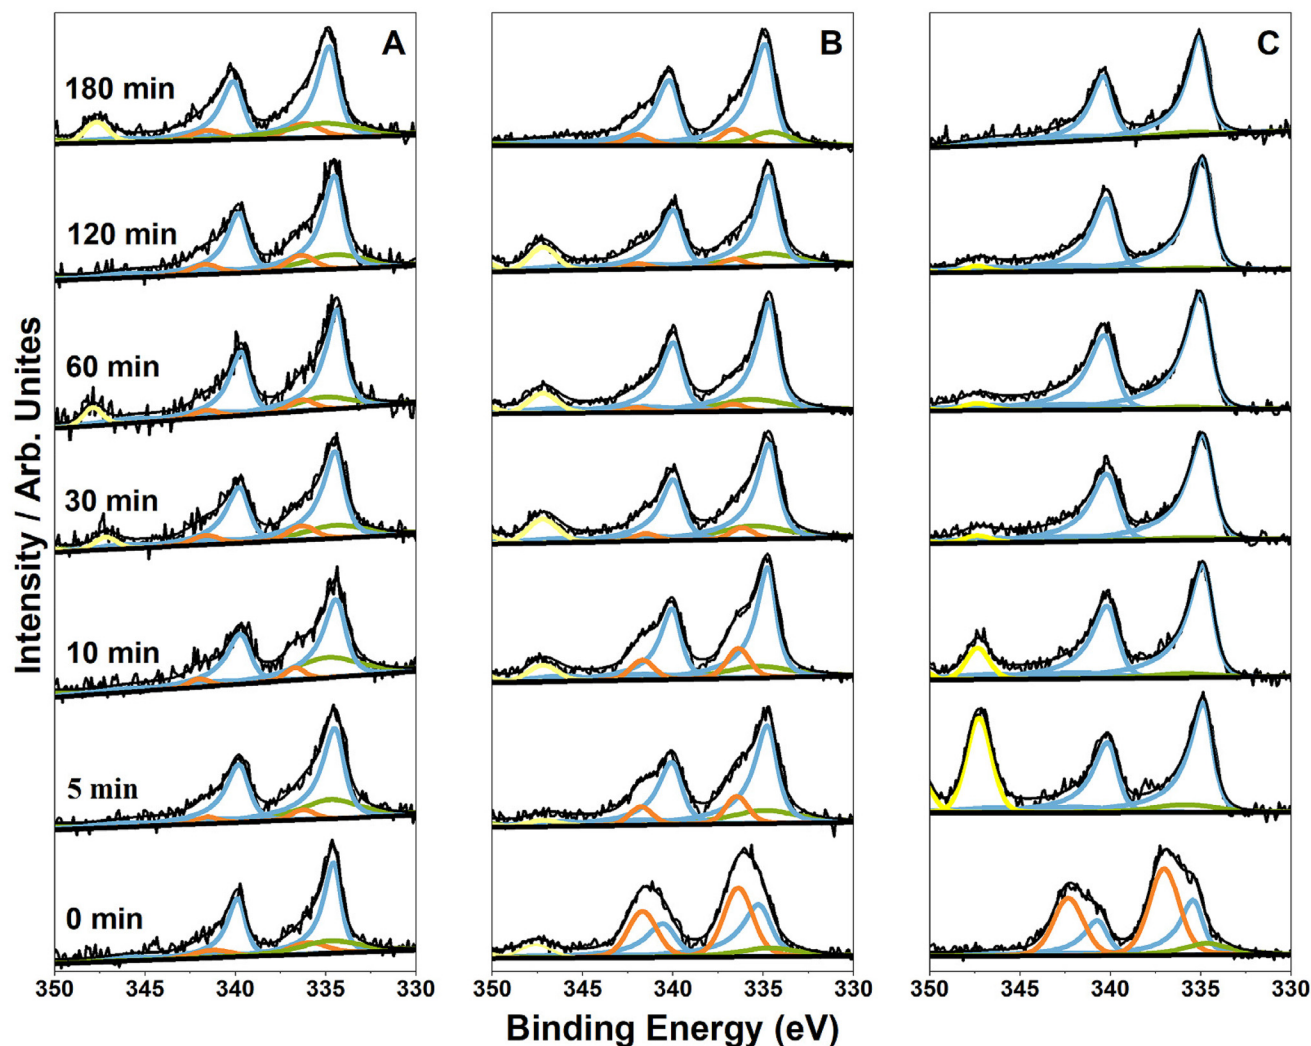 A
B
C
180 min
120 min
60 min
30 min
10 min
5 min
0 min
Intensity / Arb. Unites
350 345 340 335 330 350 345 340 335 330 350 345 340 335 330
Binding Energy (eV)